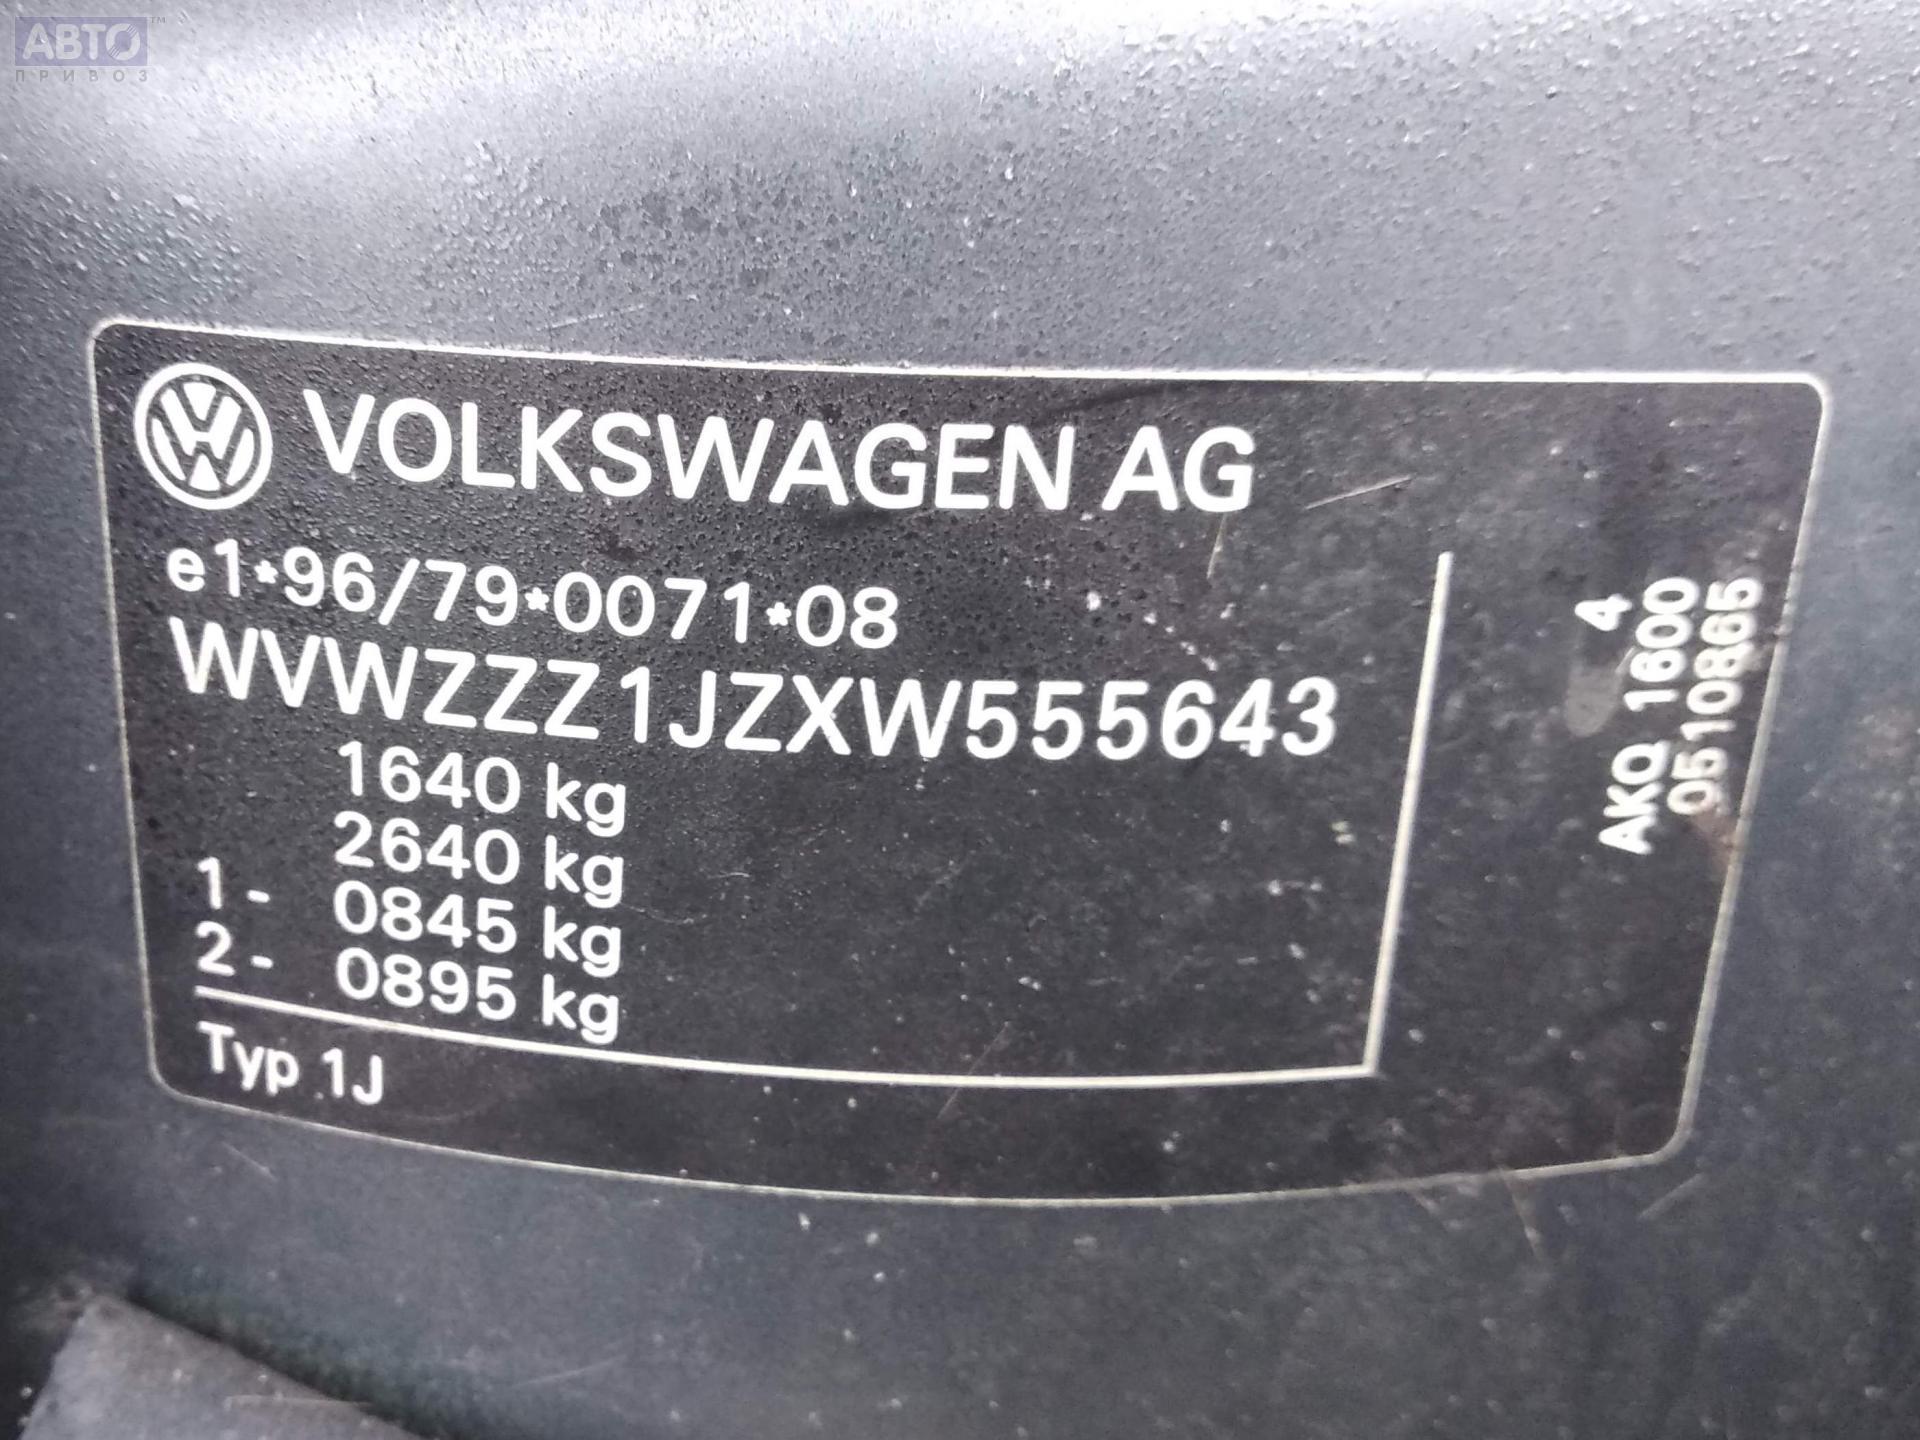 АВТО™
ПРИВОЗ
VOLKSWAGEN AG
e1*96/79*0071*08
WVWZZZ1JZXW555643
1640 kg
2640 kg
1 - 0845 kg
2 - 0895 kg
Typ 1J
4
AKQ 1600
0510865